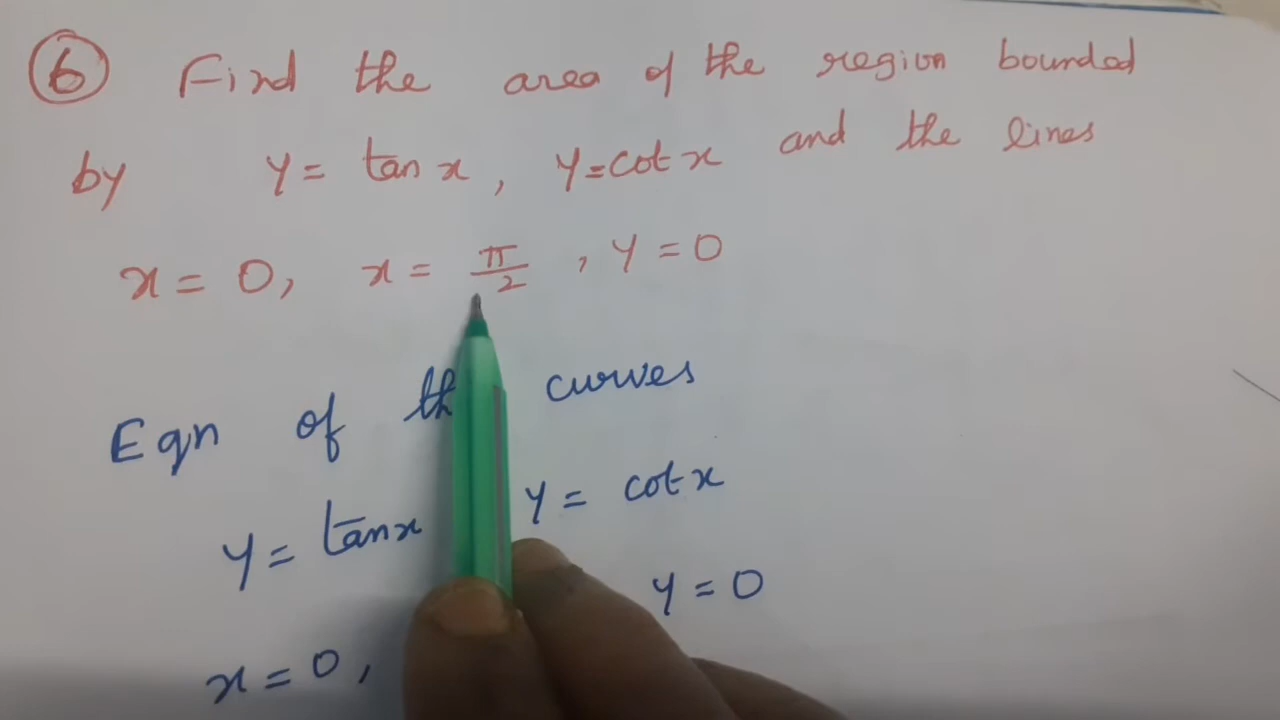 6 Find the area of the region bounded
by y = tan x, y = cot x and the lines
x = 0, x = π/2, y = 0
Eqn of th curves
y = tan x y = cot x
x = 0, y = 0